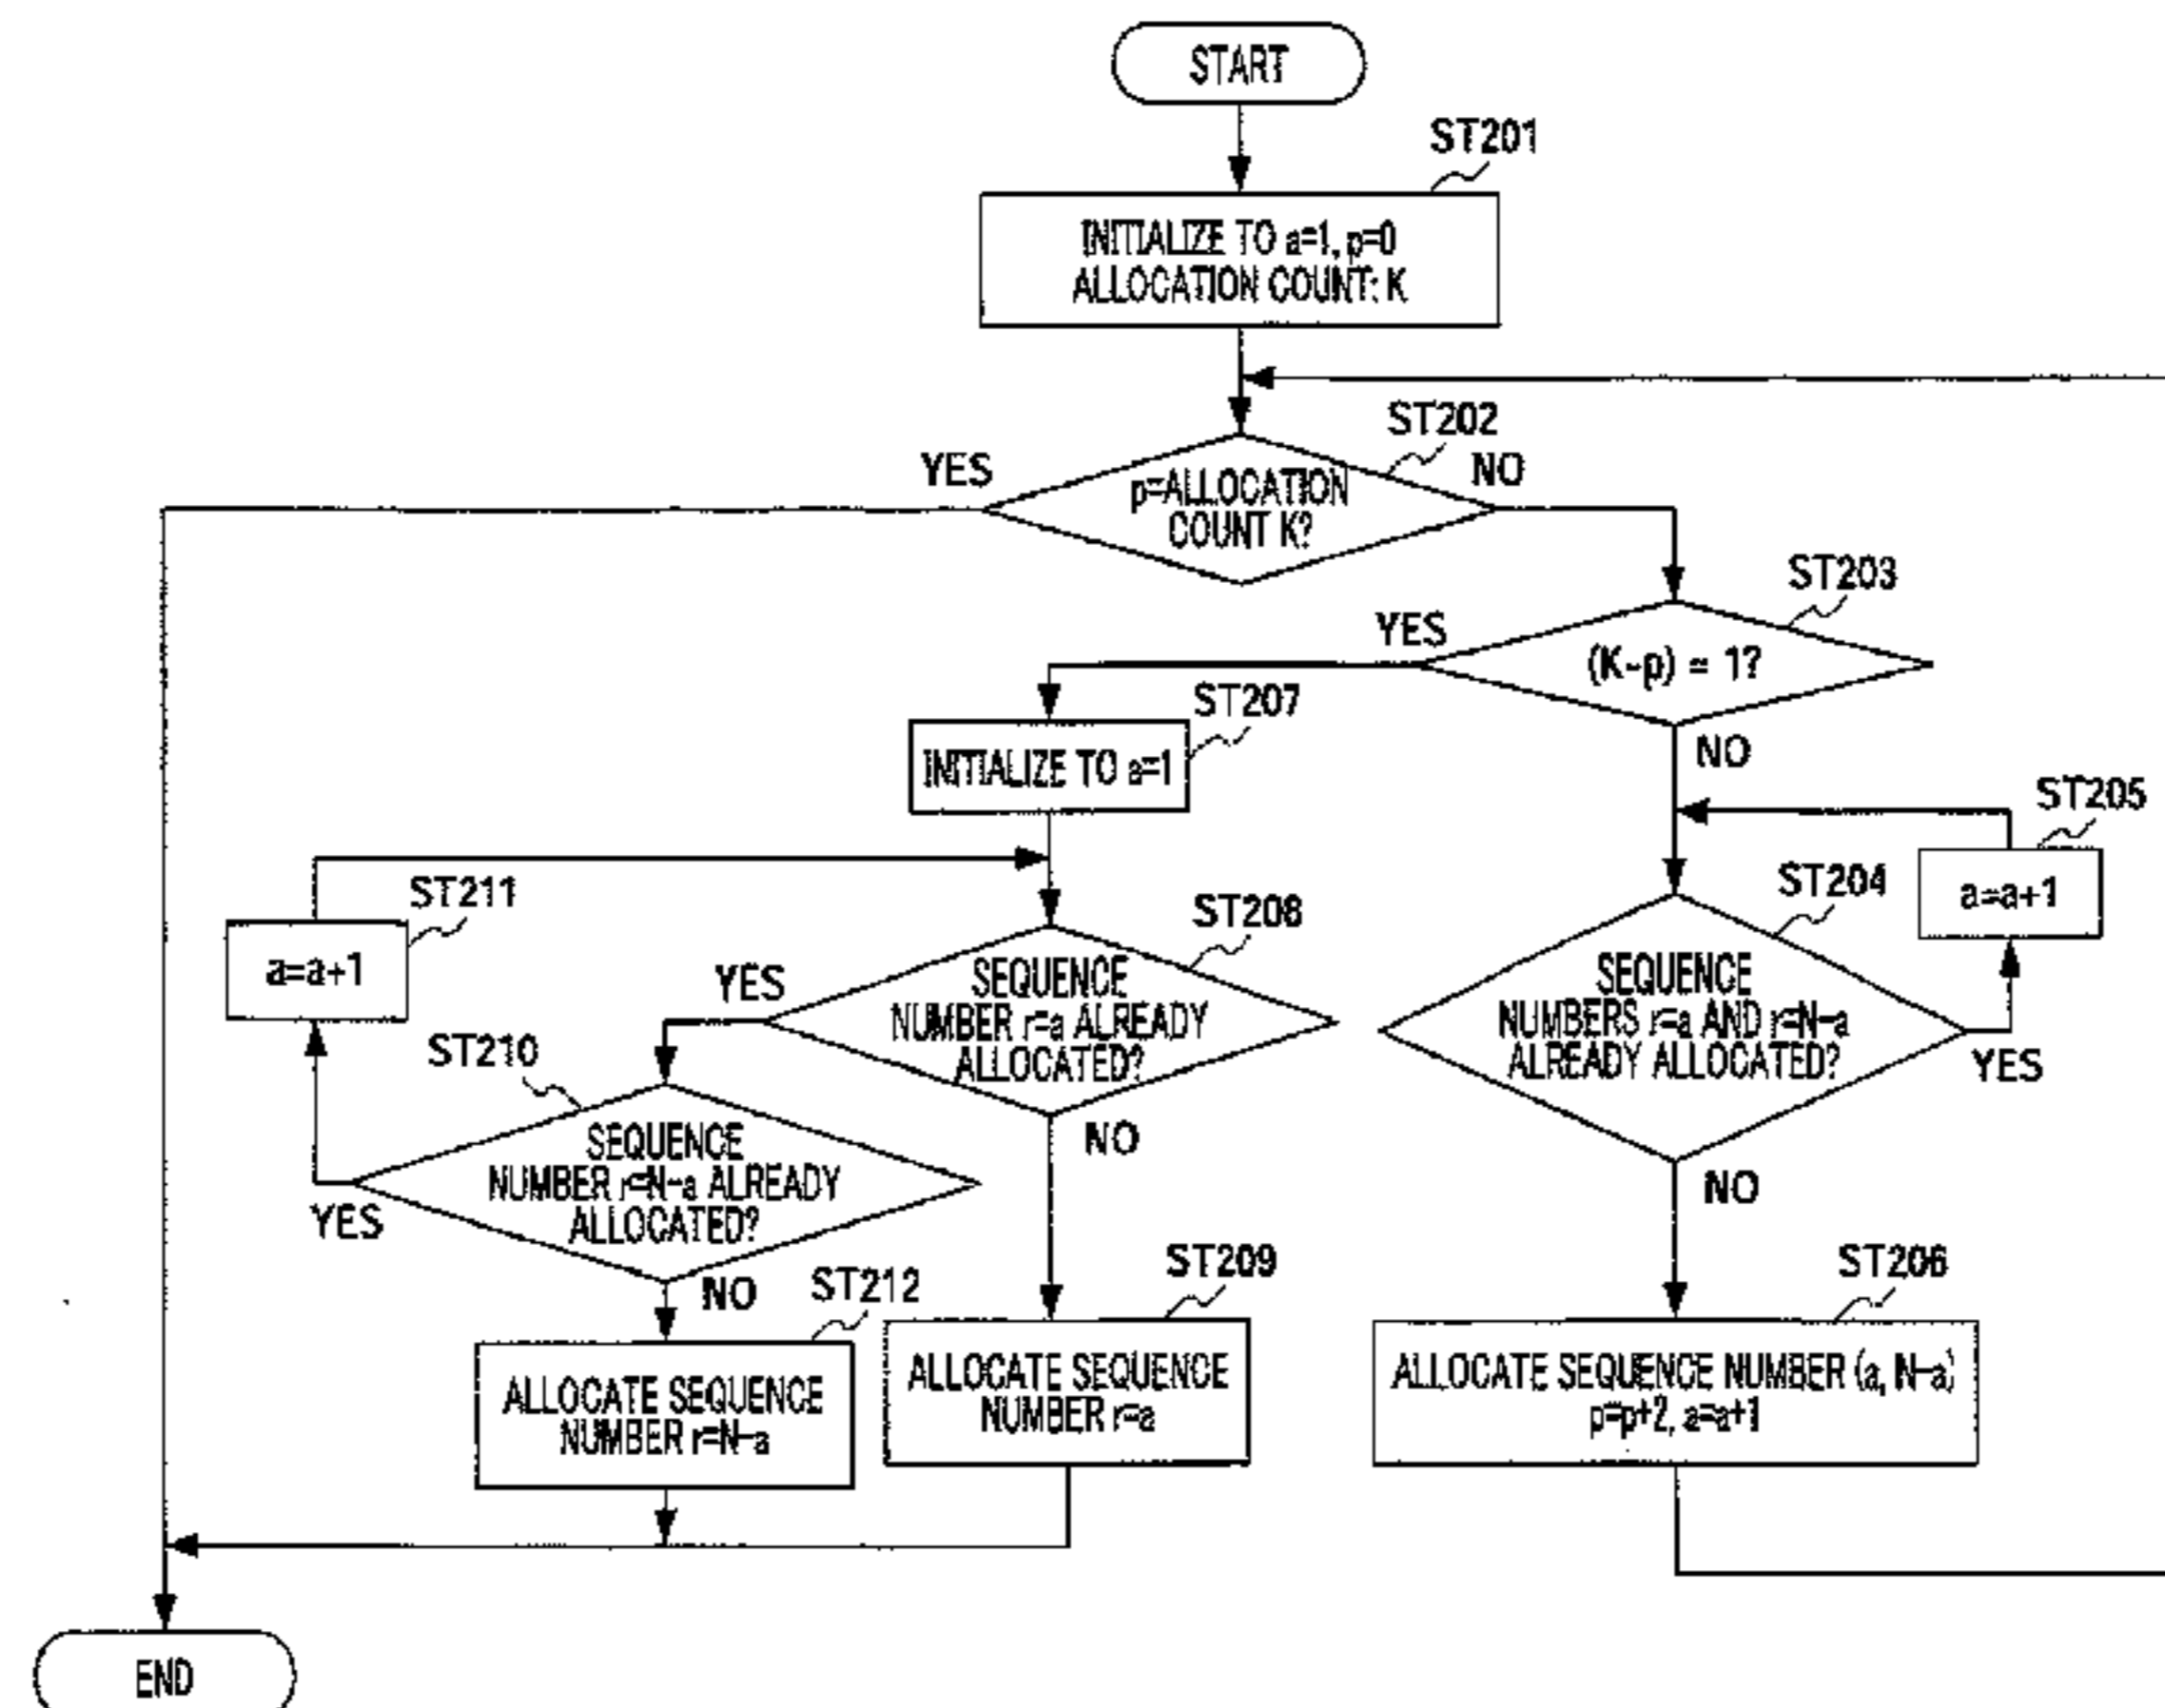 START
ST201
INITIALIZE TO a=1, p=0
ALLOCATION COUNT: K
ST202
YES
NO
p=ALLOCATION
COUNT K?
ST203
YES
(K-p) = 1?
NO
ST207
INITIALIZE TO a=1
ST205
a=a+1
ST211
a=a+1
ST208
YES
SEQUENCE
NUMBER r=a ALREADY
ALLOCATED?
NO
ST204
SEQUENCE
NUMBERS r=a AND r=N-a
ALREADY ALLOCATED?
YES
NO
ST210
SEQUENCE
NUMBER r=N-a ALREADY
ALLOCATED?
YES
NO
ST212
ALLOCATE SEQUENCE
NUMBER r=N-a
ST209
ALLOCATE SEQUENCE
NUMBER r=a
ST206
ALLOCATE SEQUENCE NUMBER (a, N-a)
p=p+2, a=a+1
END